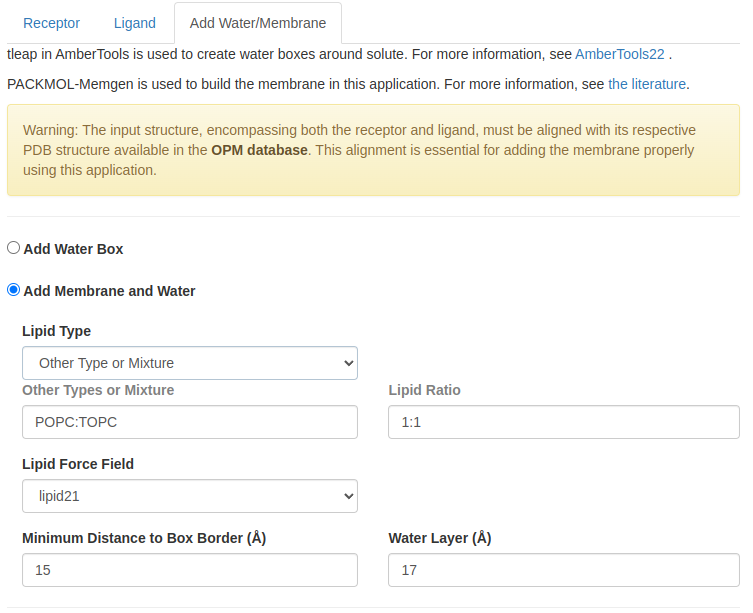 Receptor Ligand Add Water/Membrane
tleap in AmberTools is used to create water boxes around solute. For more information, see AmberTools22 .
PACKMOL-Memgen is used to build the membrane in this application. For more information, see the literature.
Warning: The input structure, encompassing both the receptor and ligand, must be aligned with its respective
PDB structure available in the OPM database. This alignment is essential for adding the membrane properly
using this application.
Add Water Box
Add Membrane and Water
Lipid Type
Other Type or Mixture
Other Types or Mixture Lipid Ratio
POPC:TOPC 1:1
Lipid Force Field
lipid21
Minimum Distance to Box Border (Å) Water Layer (Å)
15 17